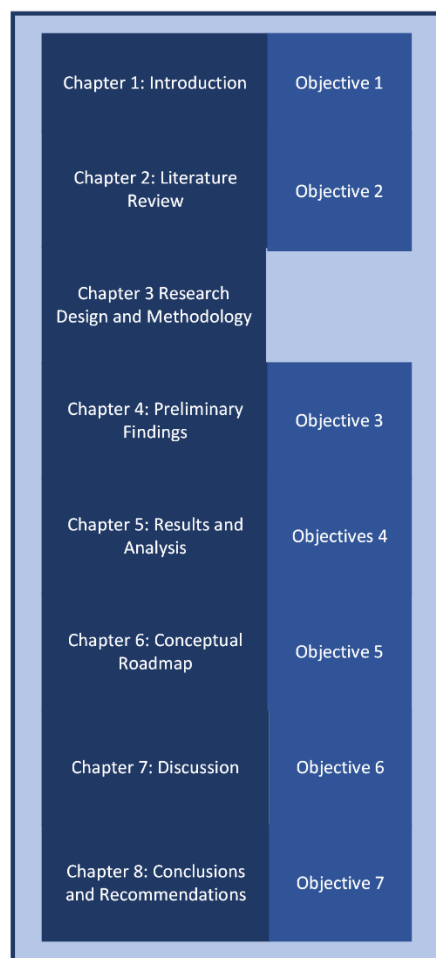 Chapter 1: Introduction
Objective 1
Chapter 2: Literature
Review
Objective 2
Chapter 3 Research
Design and Methodology
Chapter 4: Preliminary
Findings
Objective 3
Chapter 5: Results and
Analysis
Objectives 4
Chapter 6: Conceptual
Roadmap
Objective 5
Chapter 7: Discussion
Objective 6
Chapter 8: Conclusions
and Recommendations
Objective 7